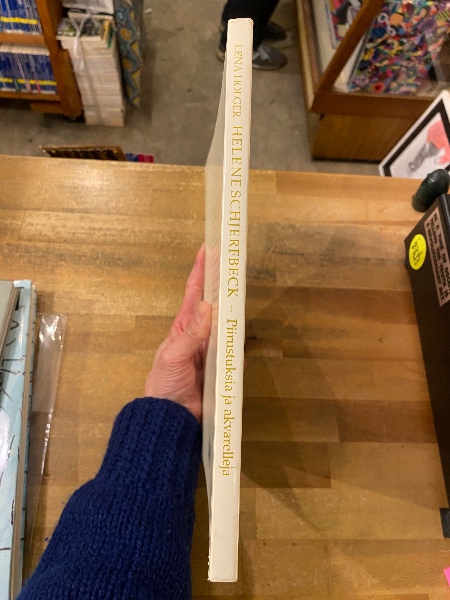 LENA HOLGER HELENE SCHJERFBECK – Piirustuksia ja akvarelleja